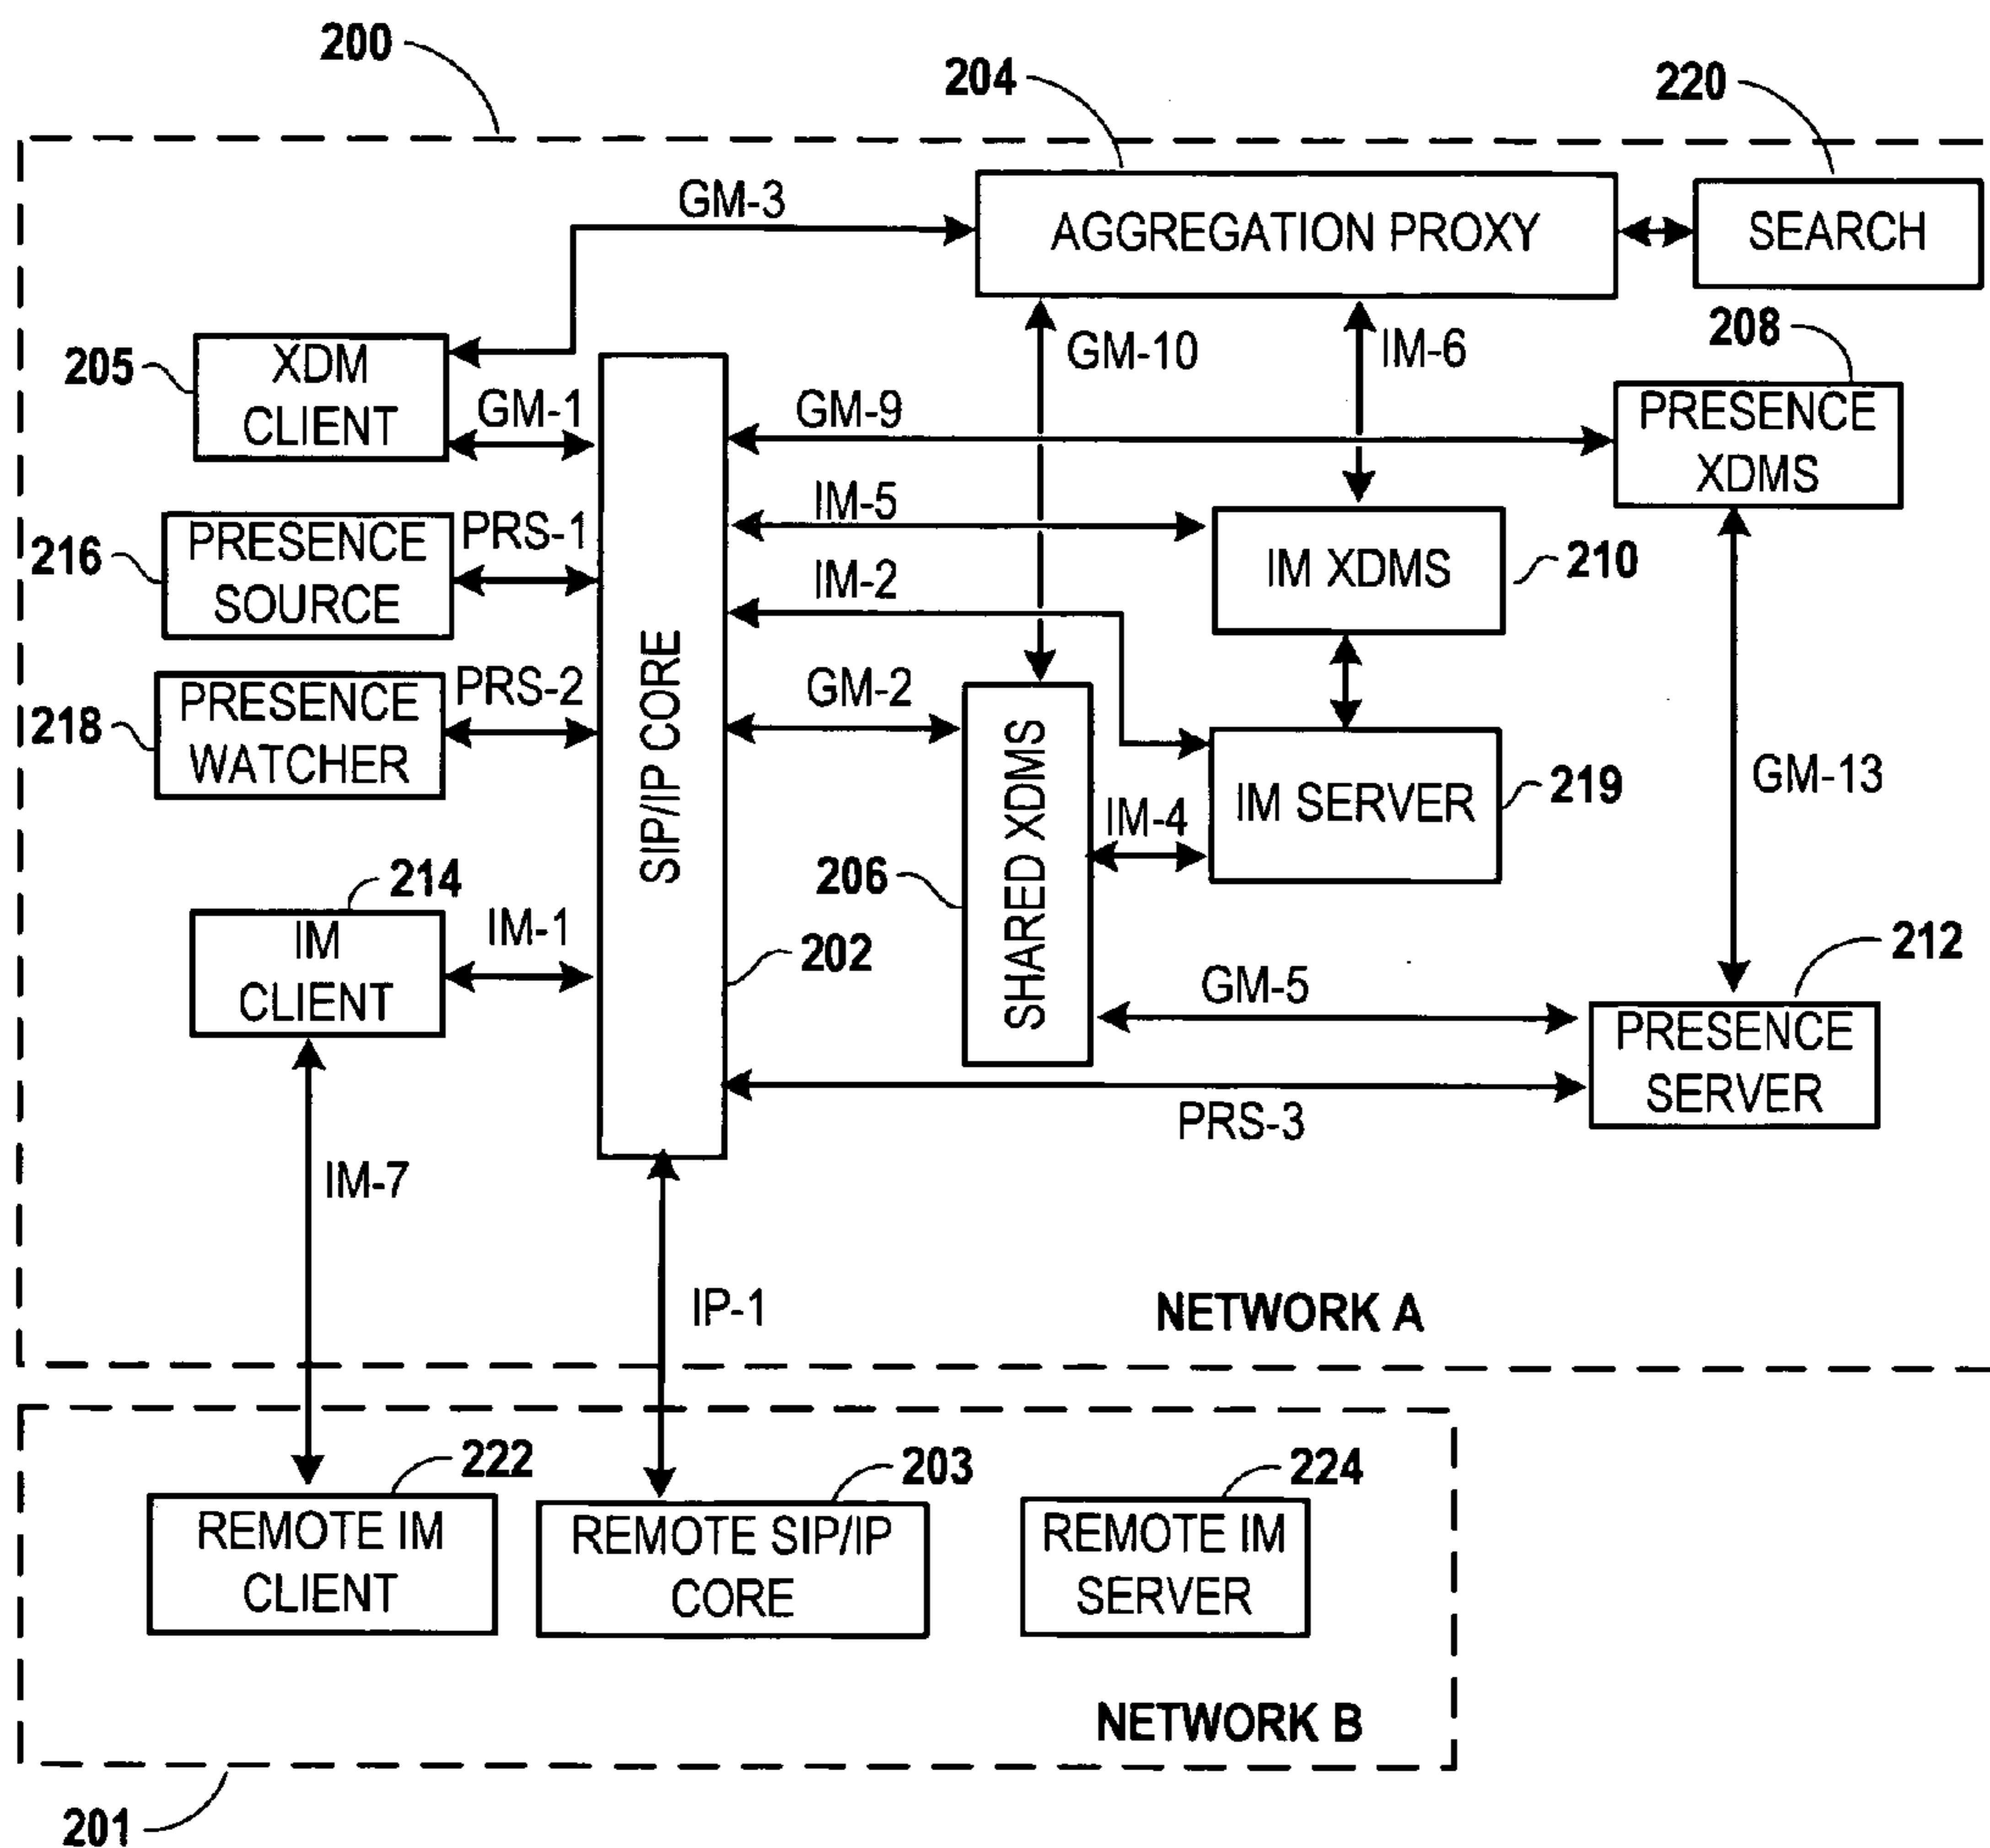 200
204
220
GM-3
AGGREGATION PROXY
SEARCH
208
205
XDM
CLIENT
GM-1
GM-10
IM-6
GM-9
PRESENCE
XDMS
IM-5
216
PRESENCE
SOURCE
PRS-1
IM XDMS
210
IM-2
218
PRESENCE
WATCHER
PRS-2
SIP/IP CORE
GM-2
SHARED XDMS
IM SERVER
219
GM-13
IM-4
206
214
IM
CLIENT
IM-1
202
212
GM-5
PRESENCE
SERVER
PRS-3
IM-7
IP-1
NETWORK A
222
203
224
REMOTE IM
CLIENT
REMOTE SIP/IP
CORE
REMOTE IM
SERVER
NETWORK B
201